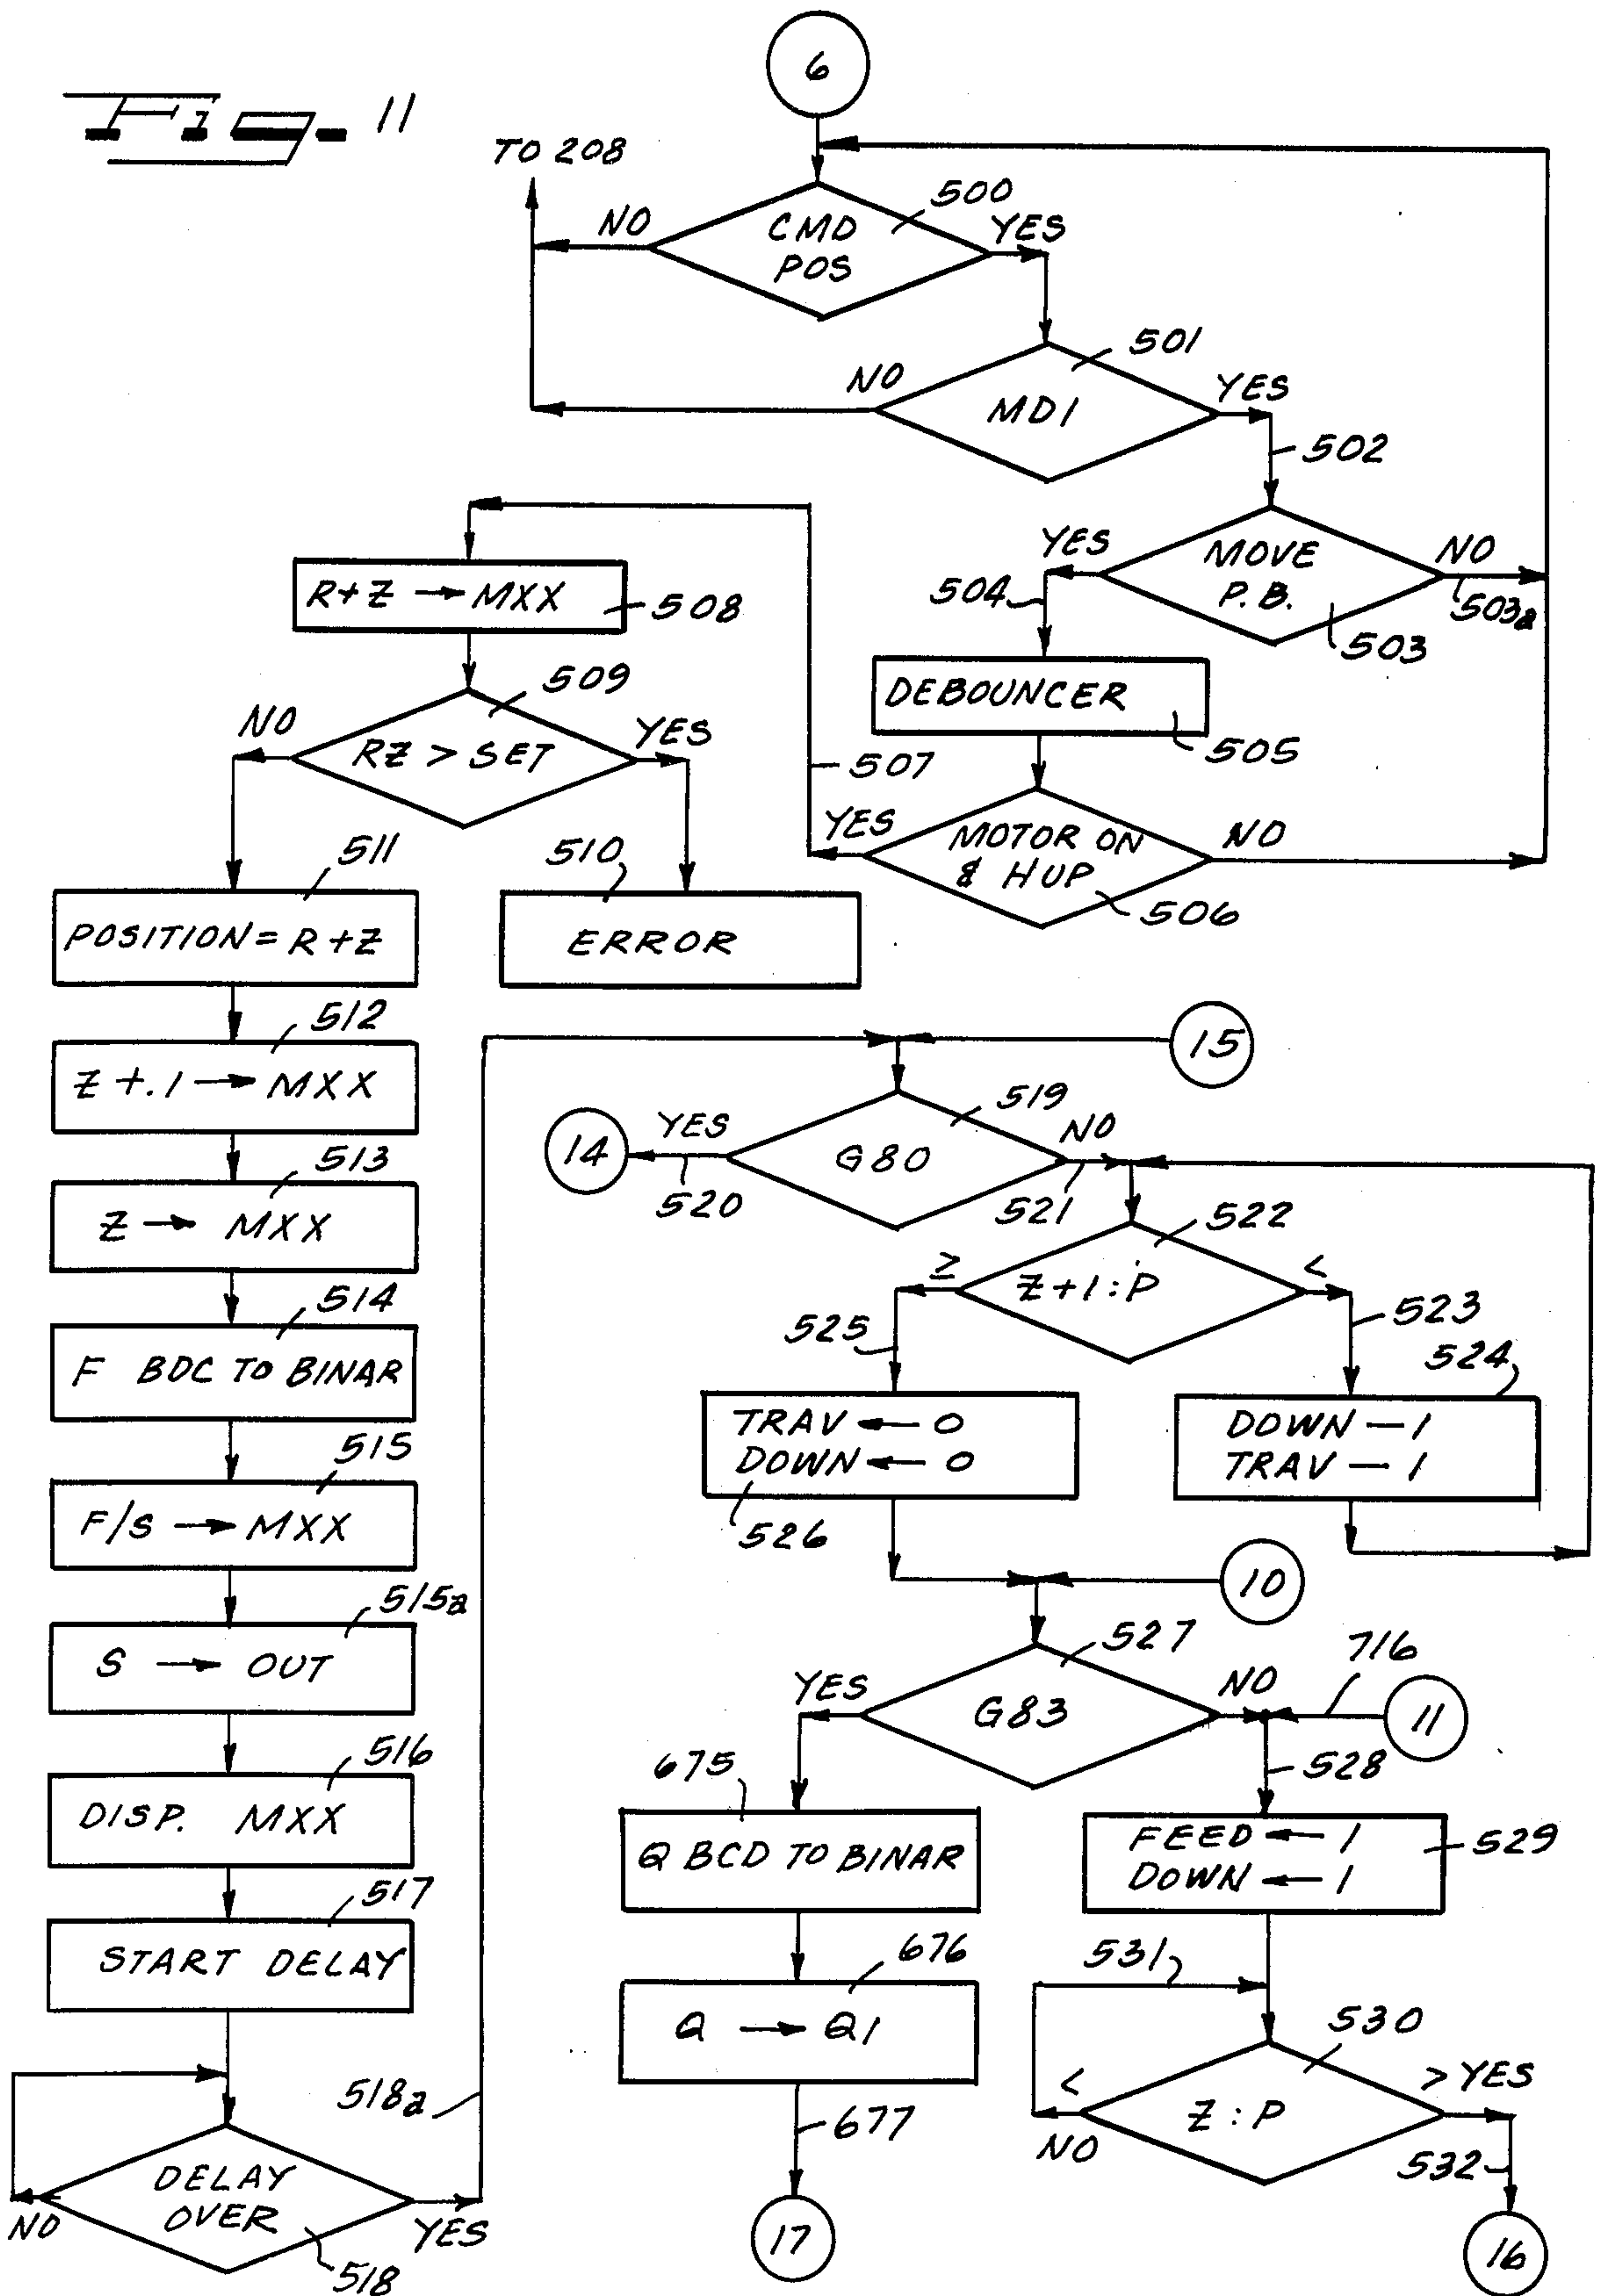 Fig. 11
6
TO 208
NO
CMD
POS
YES
500
501
NO
MDI
YES
502
YES
MOVE
P.B.
NO
503a
503
504
R+Z → MXX
508
DEBOUNCER
505
509
NO
RZ > SET
YES
507
YES
MOTOR ON
& H UP
NO
506
511
510
POSITION = R+Z
ERROR
512
Z +.1 → MXX
15
513
Z → MXX
14
YES
520
G80
519
NO
521
514
F BDC TO BINAR
≥
Z+1:P
<
522
523
525
524
515
F/S → MXX
TRAV ← 0
DOWN ← 0
526
DOWN — 1
TRAV — 1
515a
S → OUT
10
527
YES
G83
NO
716
11
528
516
DISP. MXX
675
Q BCD TO BINAR
FEED ← 1
DOWN ← 1
529
517
START DELAY
676
Q → Q1
531
530
<
NO
Z : P
> YES
532
518a
NO
DELAY
OVER
YES
518
677
17
16